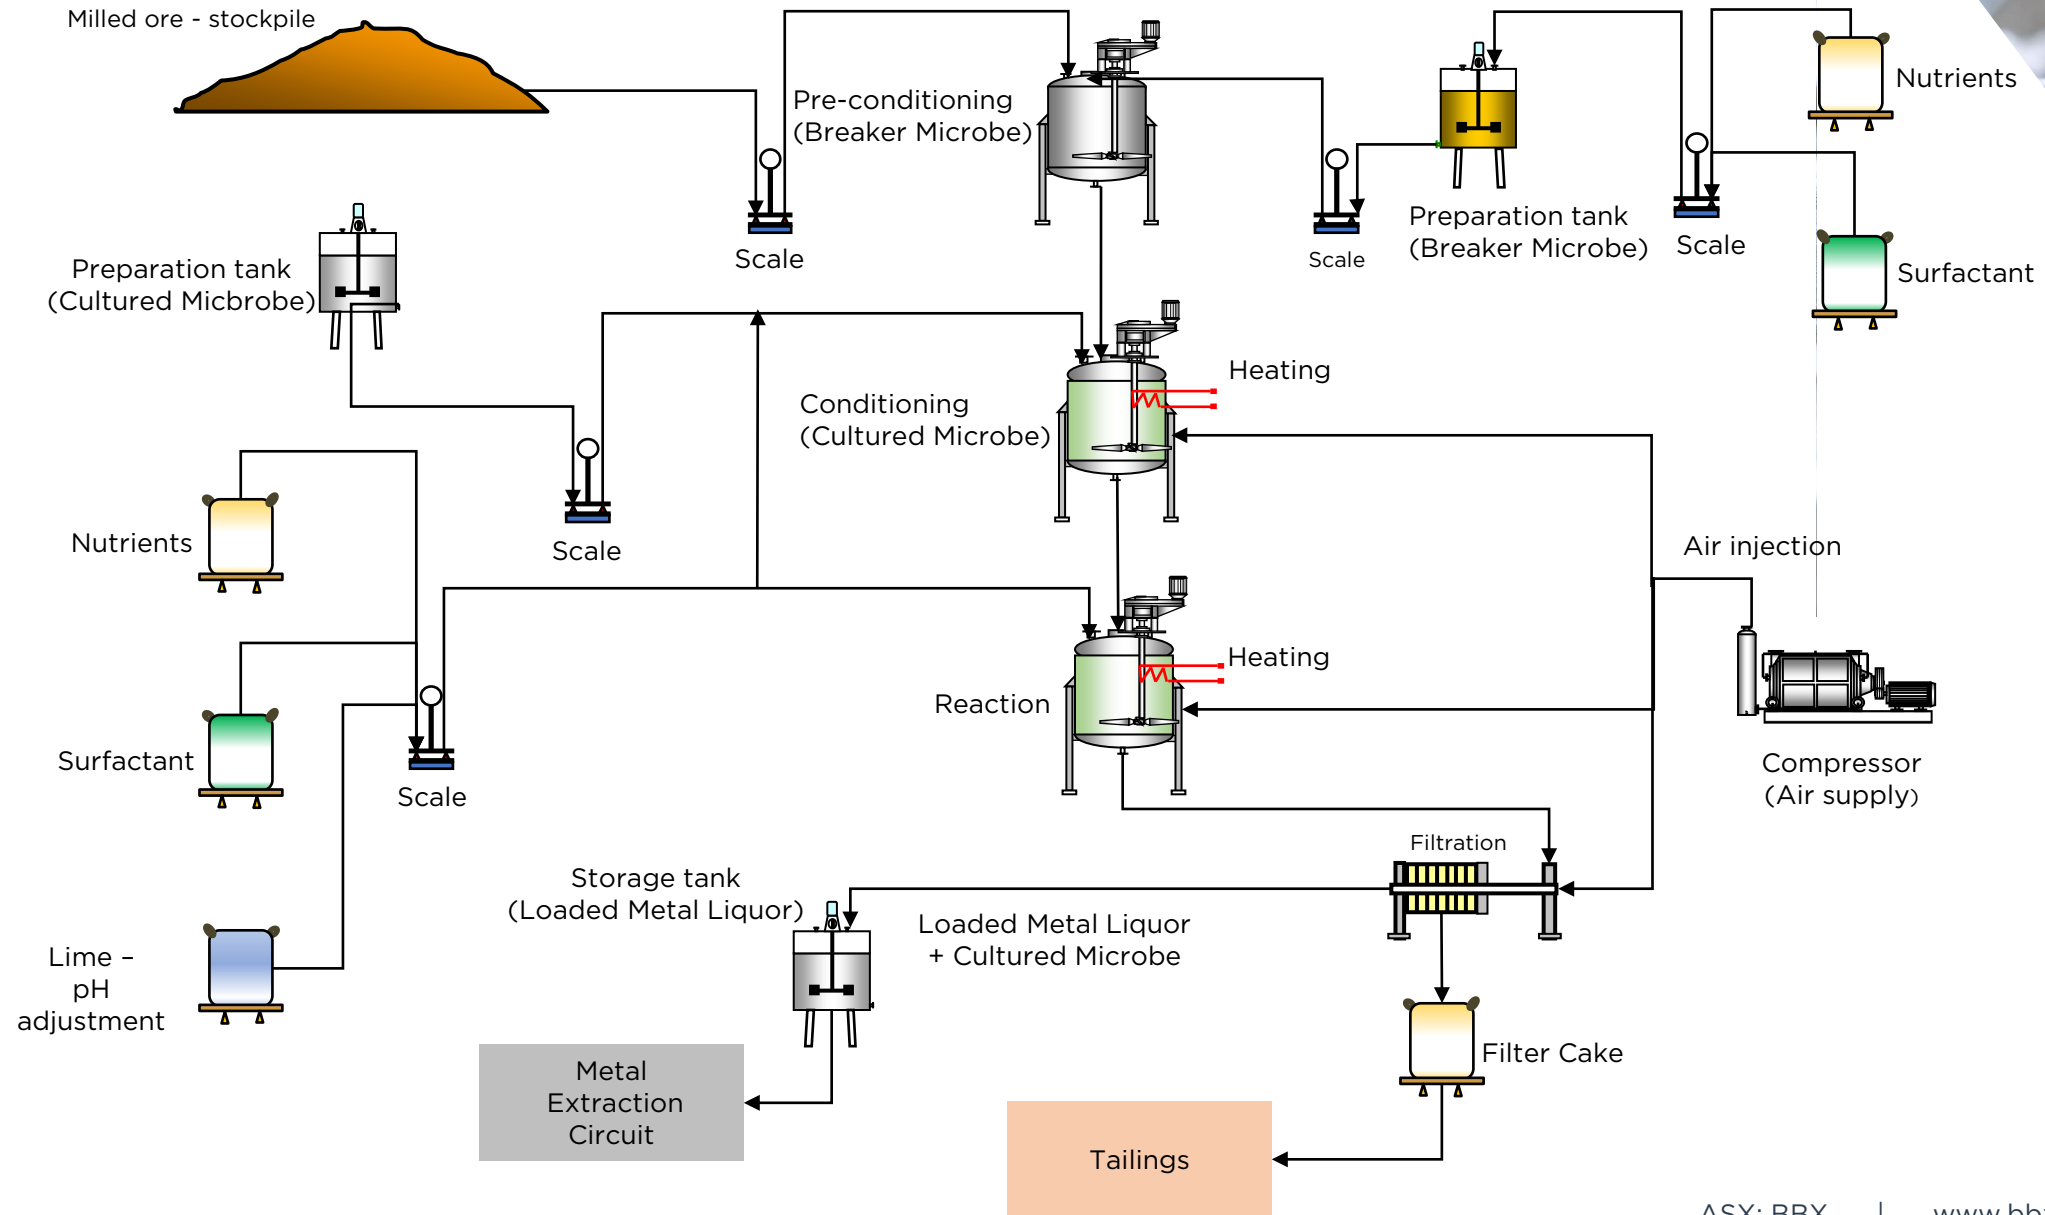 Milled ore - stockpile
Pre-conditioning
(Breaker Microbe)
Nutrients
Scale
Scale
Preparation tank
(Breaker Microbe)
Scale
Surfactant
Preparation tank
(Cultured Micbrobe)
Heating
Conditioning
(Cultured Microbe)
Nutrients
Scale
Air injection
Heating
Reaction
Surfactant
Scale
Compressor
(Air supply)
Filtration
Storage tank
(Loaded Metal Liquor)
Loaded Metal Liquor
+ Cultured Microbe
Lime –
pH
adjustment
Filter Cake
Metal
Extraction
Circuit
Tailings
ASX: BBX | www.bb